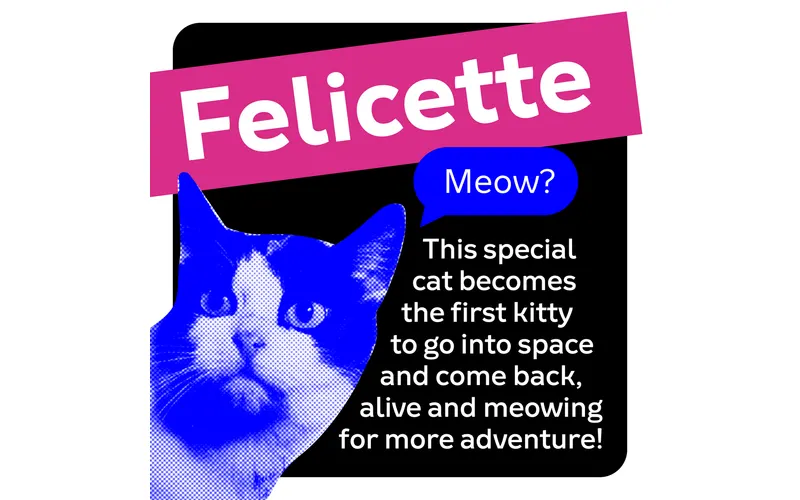 Felicette
Meow?
This special
cat becomes
the first kitty
to go into space
and come back,
alive and meowing
for more adventure!